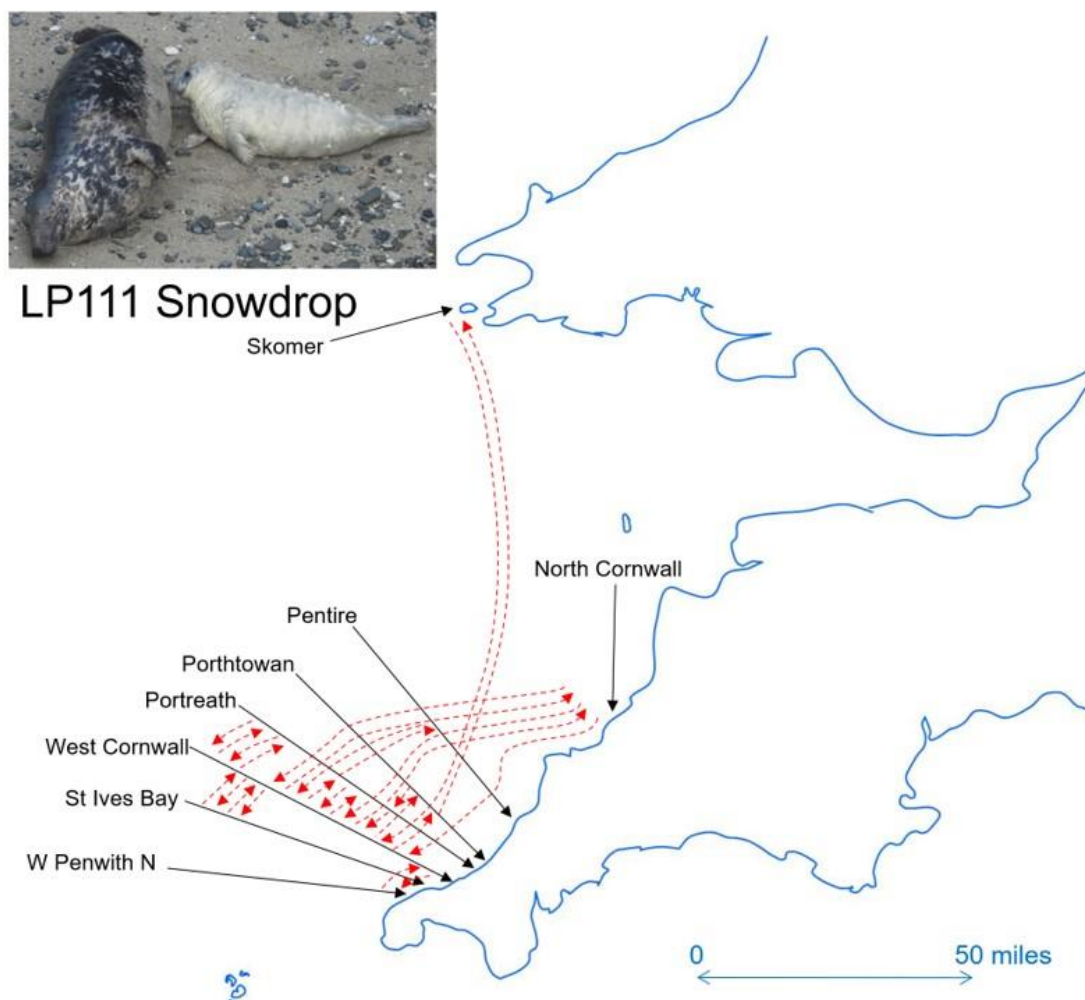 LP111 Snowdrop
Skomer
North Cornwall
Pentire
Porthtowan
Portreath
West Cornwall
St Ives Bay
W Penwith N
0
50 miles